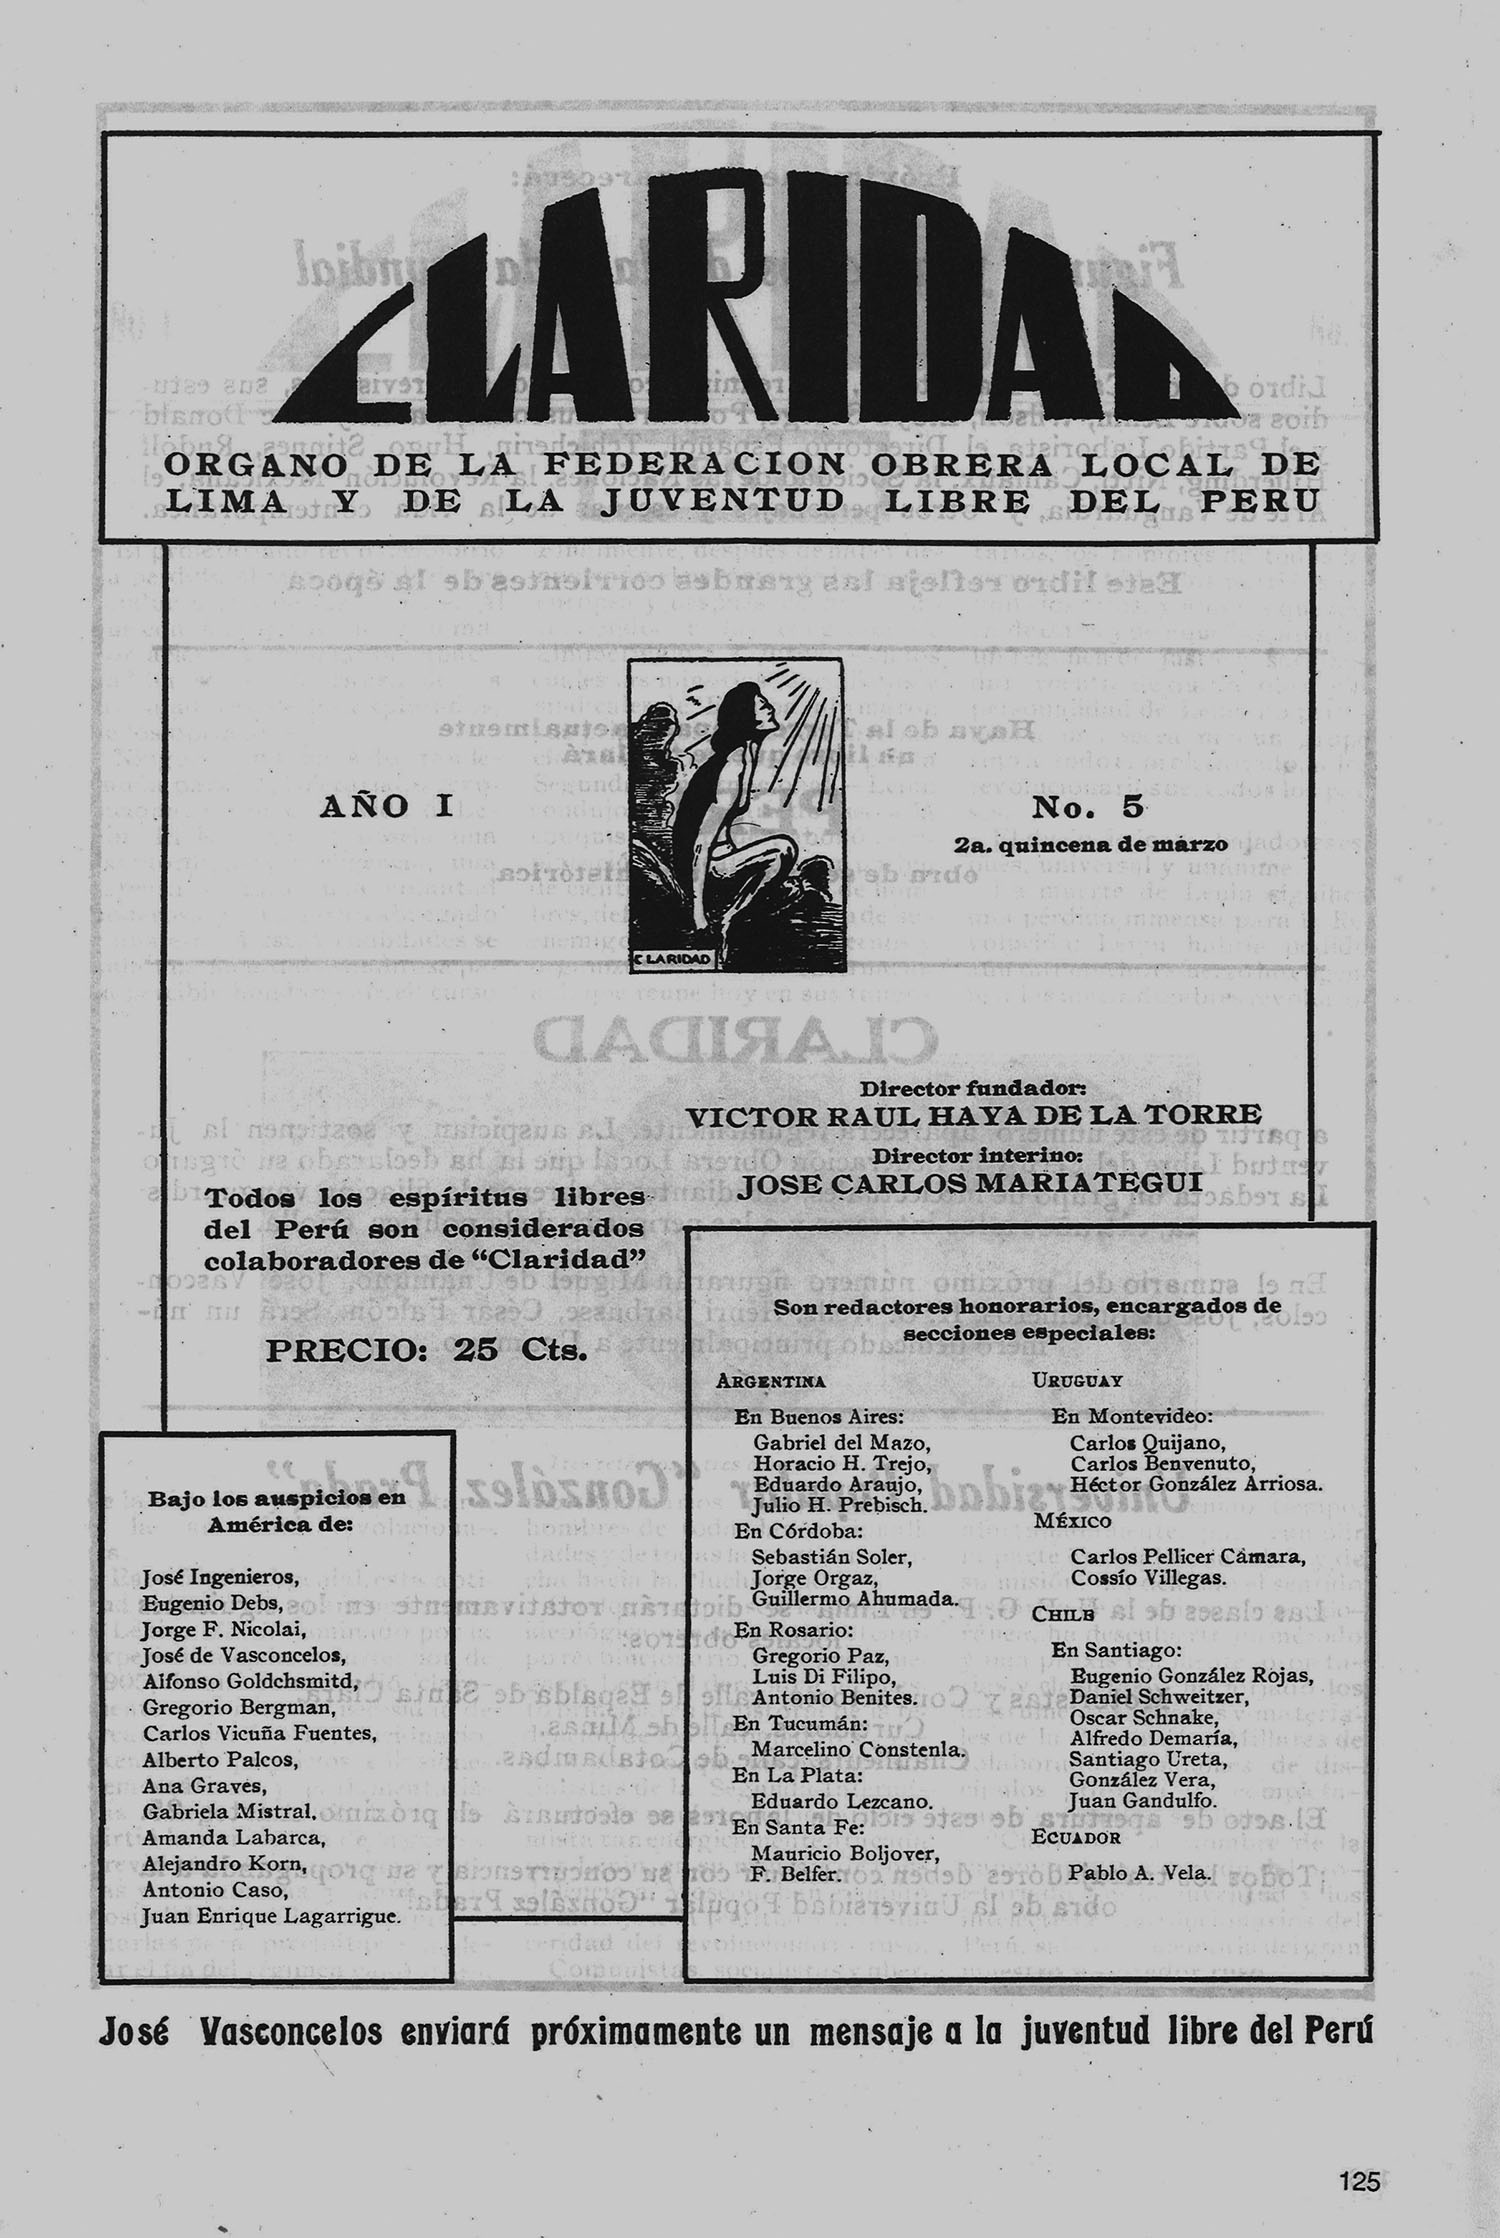 CLARIDAD
ORGANO DE LA FEDERACION OBRERA LOCAL DE
LIMA Y DE LA JUVENTUD LIBRE DEL PERU
AÑO I
CLARIDAD
No. 5
2a. quincena de marzo
Director fundador:
VICTOR RAUL HAYA DE LA TORRE
Director interino:
JOSE CARLOS MARIATEGUI
Todos los espíritus libres
del Perú son considerados
colaboradores de “Claridad”
PRECIO: 25 Cts.
Bajo los auspicios en
América de:
José Ingenieros,
Eugenio Debs,
Jorge F. Nicolai,
José de Vasconcelos,
Alfonso Goldchsmitd,
Gregorio Bergman,
Carlos Vicuña Fuentes,
Alberto Palcos,
Ana Graves,
Gabriela Mistral,
Amanda Labarca,
Alejandro Korn,
Antonio Caso,
Juan Enrique Lagarrigue.
Son redactores honorarios, encargados de
secciones especiales:
ARGENTINA
En Buenos Aires:
Gabriel del Mazo,
Horacio H. Trejo,
Eduardo Araujo,
Julio H. Prebisch.
En Córdoba:
Sebastián Soler,
Jorge Orgaz,
Guillermo Ahumada.
En Rosario:
Gregorio Paz,
Luis Di Filipo,
Antonio Benites.
En Tucumán:
Marcelino Constenla.
En La Plata:
Eduardo Lezcano.
En Santa Fe:
Mauricio Boljover,
F. Belfer.
URUGUAY
En Montevideo:
Carlos Quijano,
Carlos Benvenuto,
Héctor González Arriosa.
MÉXICO
Carlos Pellicer Cámara,
Cossío Villegas.
CHILE
En Santiago:
Eugenio González Rojas,
Daniel Schweitzer,
Oscar Schnake,
Alfredo Demaría,
Santiago Ureta,
González Vera,
Juan Gandulfo.
ECUADOR
Pablo A. Vela.
José Vasconcelos enviará próximamente un mensaje a la juventud libre del Perú
125